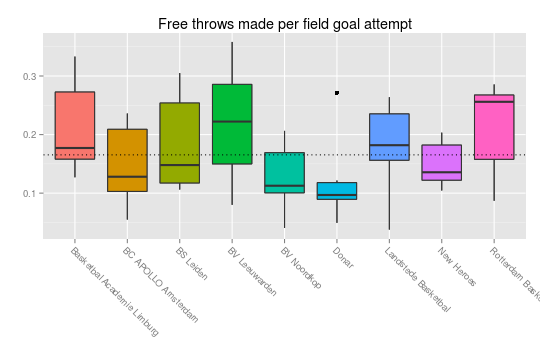 Free throws made per field goal attempt
0.3
0.2
0.1
Basketbal Academie Limburg
BC APOLLO Amsterdam
BS Leiden
BV Leeuwarden
BV Noordkop
Donar
Landstede Basketbal
New Heroes
Rotterdam